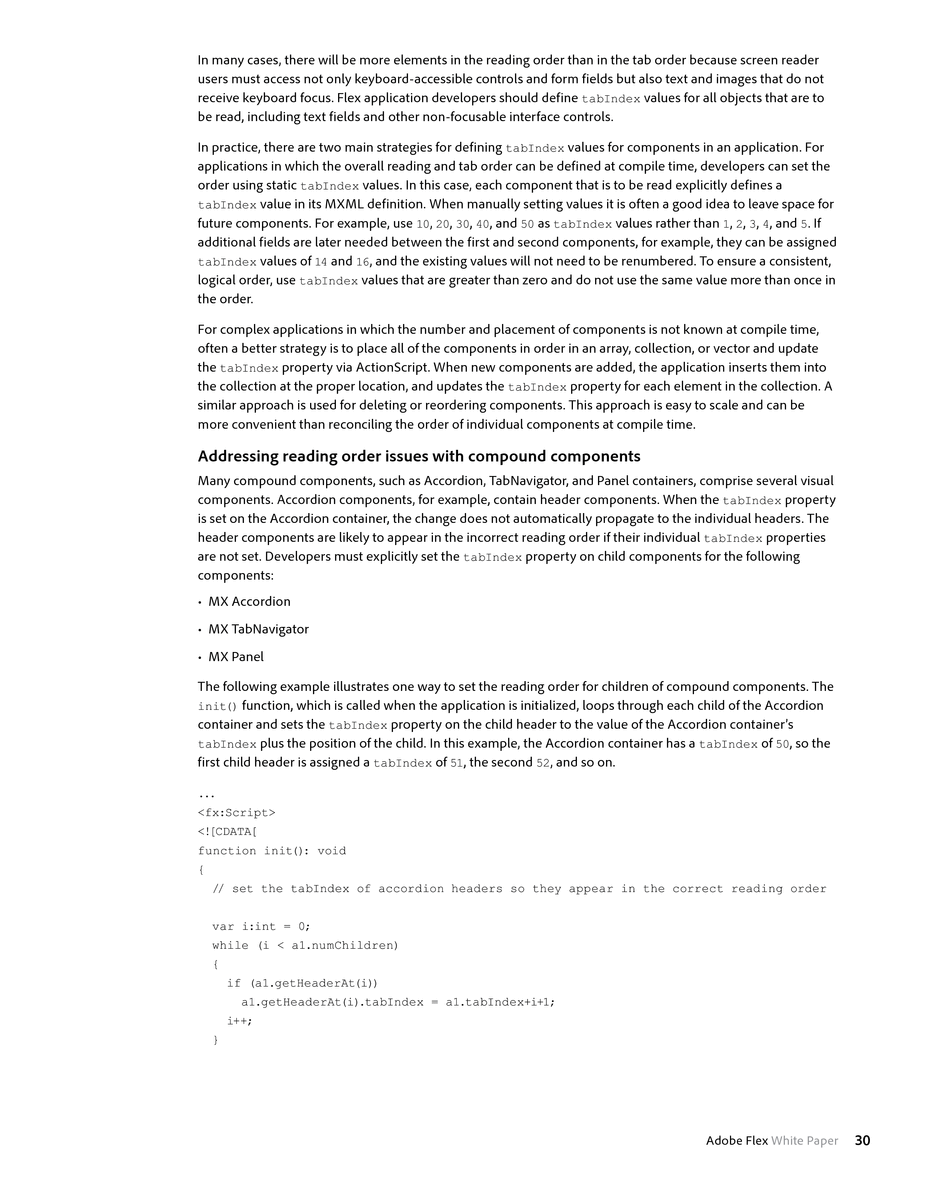 In many cases, there will be more elements in the reading order than in the tab order because screen reader
users must access not only keyboard-accessible controls and form fields but also text and images that do not
receive keyboard focus. Flex application developers should define tabIndex values for all objects that are to
be read, including text fields and other non-focusable interface controls.
In practice, there are two main strategies for defining tabIndex values for components in an application. For
applications in which the overall reading and tab order can be defined at compile time, developers can set the
order using static tabIndex values. In this case, each component that is to be read explicitly defines a
tabIndex value in its MXML definition. When manually setting values it is often a good idea to leave space for
future components. For example, use 10, 20, 30, 40, and 50 as tabIndex values rather than 1, 2, 3, 4, and 5. If
additional fields are later needed between the first and second components, for example, they can be assigned
tabIndex values of 14 and 16, and the existing values will not need to be renumbered. To ensure a consistent,
logical order, use tabIndex values that are greater than zero and do not use the same value more than once in
the order.
For complex applications in which the number and placement of components is not known at compile time,
often a better strategy is to place all of the components in order in an array, collection, or vector and update
the tabIndex property via ActionScript. When new components are added, the application inserts them into
the collection at the proper location, and updates the tabIndex property for each element in the collection. A
similar approach is used for deleting or reordering components. This approach is easy to scale and can be
more convenient than reconciling the order of individual components at compile time.
Addressing reading order issues with compound components
Many compound components, such as Accordion, TabNavigator, and Panel containers, comprise several visual
components. Accordion components, for example, contain header components. When the tabIndex property
is set on the Accordion container, the change does not automatically propagate to the individual headers. The
header components are likely to appear in the incorrect reading order if their individual tabIndex properties
are not set. Developers must explicitly set the tabIndex property on child components for the following
components:
• MX Accordion
• MX TabNavigator
• MX Panel
The following example illustrates one way to set the reading order for children of compound components. The
init() function, which is called when the application is initialized, loops through each child of the Accordion
container and sets the tabIndex property on the child header to the value of the Accordion container's
tabIndex plus the position of the child. In this example, the Accordion container has a tabIndex of 50, so the
first child header is assigned a tabIndex of 51, the second 52, and so on.
...
<fx:Script>
<![CDATA[
function init(): void
{
// set the tabIndex of accordion headers so they appear in the correct reading order
var i:int = 0;
while (i < a1.numChildren)
{
if (a1.getHeaderAt(i))
a1.getHeaderAt(i).tabIndex = a1.tabIndex+i+1;
i++;
}
Adobe Flex White Paper 30